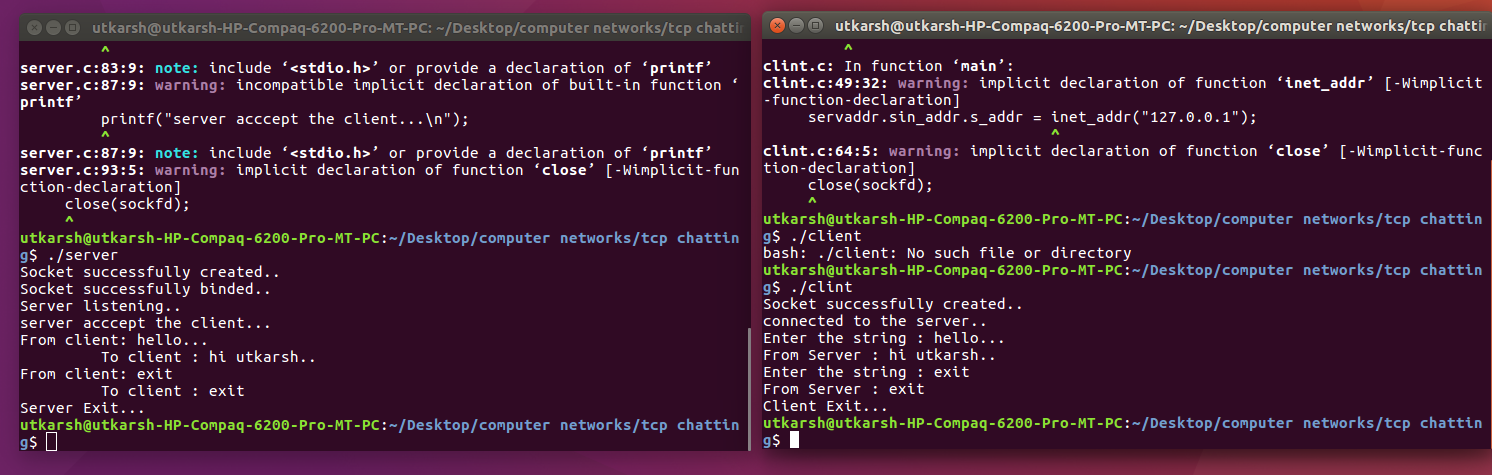 utkarsh@utkarsh-HP-Compaq-6200-Pro-MT-PC: ~/Desktop/computer networks/tcp chattin
^
server.c:83:9: note: include ‘<stdio.h>’ or provide a declaration of ‘printf’
server.c:87:9: warning: incompatible implicit declaration of built-in function ‘
printf’
printf("server acccept the client...\n");
^
server.c:87:9: note: include ‘<stdio.h>’ or provide a declaration of ‘printf’
server.c:93:5: warning: implicit declaration of function ‘close’ [-Wimplicit-fun
ction-declaration]
close(sockfd);
^
utkarsh@utkarsh-HP-Compaq-6200-Pro-MT-PC:~/Desktop/computer networks/tcp chattin
g$ ./server
Socket successfully created..
Socket successfully binded..
Server listening..
server acccept the client...
From client: hello...
To client : hi utkarsh..
From client: exit
To client : exit
Server Exit...
utkarsh@utkarsh-HP-Compaq-6200-Pro-MT-PC:~/Desktop/computer networks/tcp chattin
g$
utkarsh@utkarsh-HP-Compaq-6200-Pro-MT-PC: ~/Desktop/computer networks/tcp chattin
^
clint.c: In function ‘main’:
clint.c:49:32: warning: implicit declaration of function ‘inet_addr’ [-Wimplicit
-function-declaration]
servaddr.sin_addr.s_addr = inet_addr("127.0.0.1");
^
clint.c:64:5: warning: implicit declaration of function ‘close’ [-Wimplicit-func
tion-declaration]
close(sockfd);
^
utkarsh@utkarsh-HP-Compaq-6200-Pro-MT-PC:~/Desktop/computer networks/tcp chattin
g$ ./client
bash: ./client: No such file or directory
utkarsh@utkarsh-HP-Compaq-6200-Pro-MT-PC:~/Desktop/computer networks/tcp chattin
g$ ./clint
Socket successfully created..
connected to the server..
Enter the string : hello...
From Server : hi utkarsh..
Enter the string : exit
From Server : exit
Client Exit...
utkarsh@utkarsh-HP-Compaq-6200-Pro-MT-PC:~/Desktop/computer networks/tcp chattin
g$